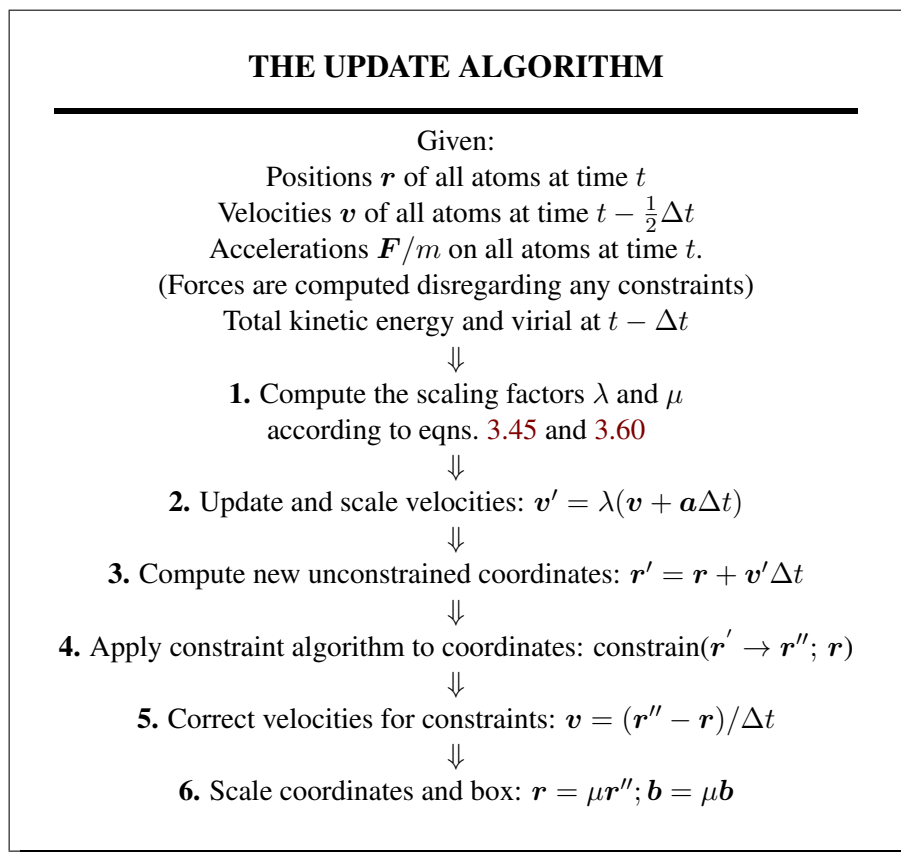 THE UPDATE ALGORITHM
Given:
Positions r of all atoms at time t
Velocities v of all atoms at time t − ½Δt
Accelerations F/m on all atoms at time t.
(Forces are computed disregarding any constraints)
Total kinetic energy and virial at t − Δt
⇓
1. Compute the scaling factors λ and μ
according to eqns. 3.45 and 3.60
⇓
2. Update and scale velocities: v′ = λ(v + aΔt)
⇓
3. Compute new unconstrained coordinates: r′ = r + v′Δt
⇓
4. Apply constraint algorithm to coordinates: constrain(r′ → r″; r)
⇓
5. Correct velocities for constraints: v = (r″ − r)/Δt
⇓
6. Scale coordinates and box: r = μr″; b = μb